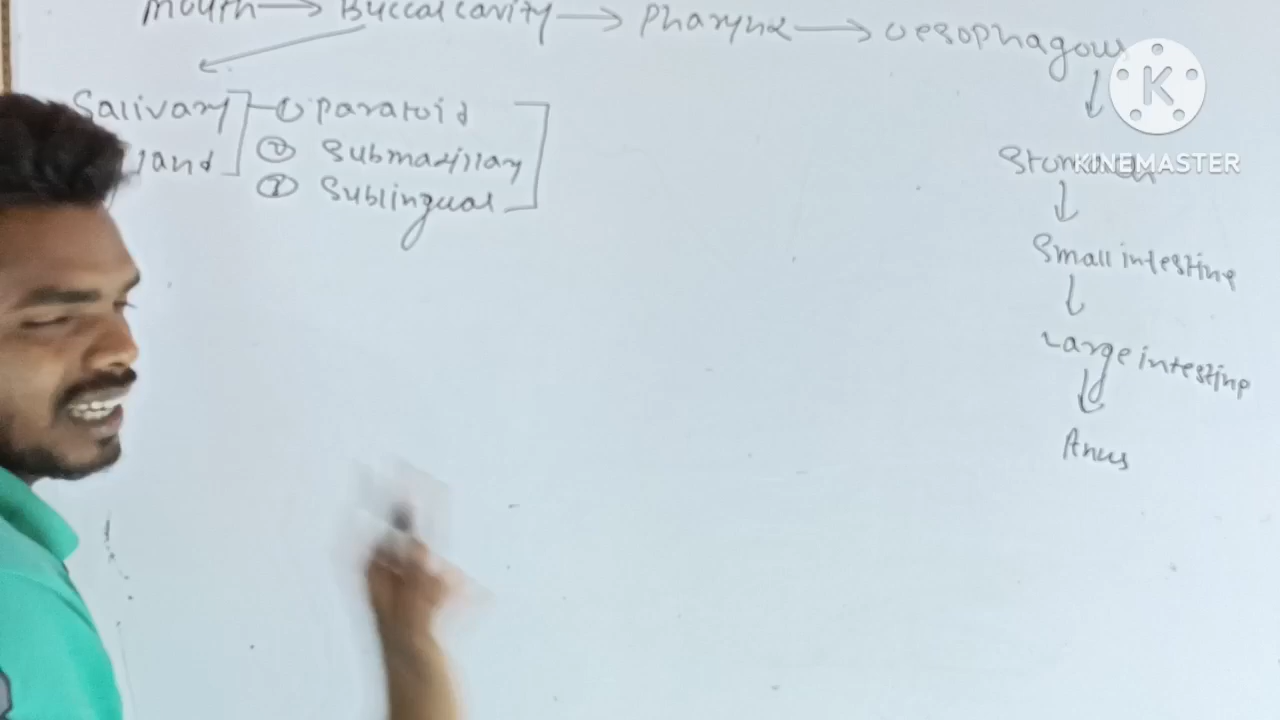 Mouth → Buccal cavity → Pharynx → Oesophagous
↓
Salivary gland
① Paratoid
② Submaxillary
③ Sublingual
Stomach
↓
Small intestine
↓
Large intestine
↓
Anus
K
KINEMASTER